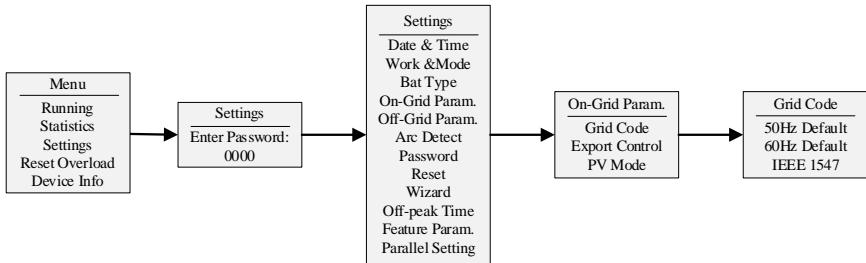 Menu
Running
Statistics
Settings
Reset Overload
Device Info
Settings
Enter Password:
0000
Settings
Date & Time
Work &Mode
Bat Type
On-Grid Param.
Off-Grid Param.
Arc Detect
Password
Reset
Wizard
Off-peak Time
Feature Param.
Parallel Setting
On-Grid Param.
Grid Code
Export Control
PV Mode
Grid Code
50Hz Default
60Hz Default
IEEE 1547